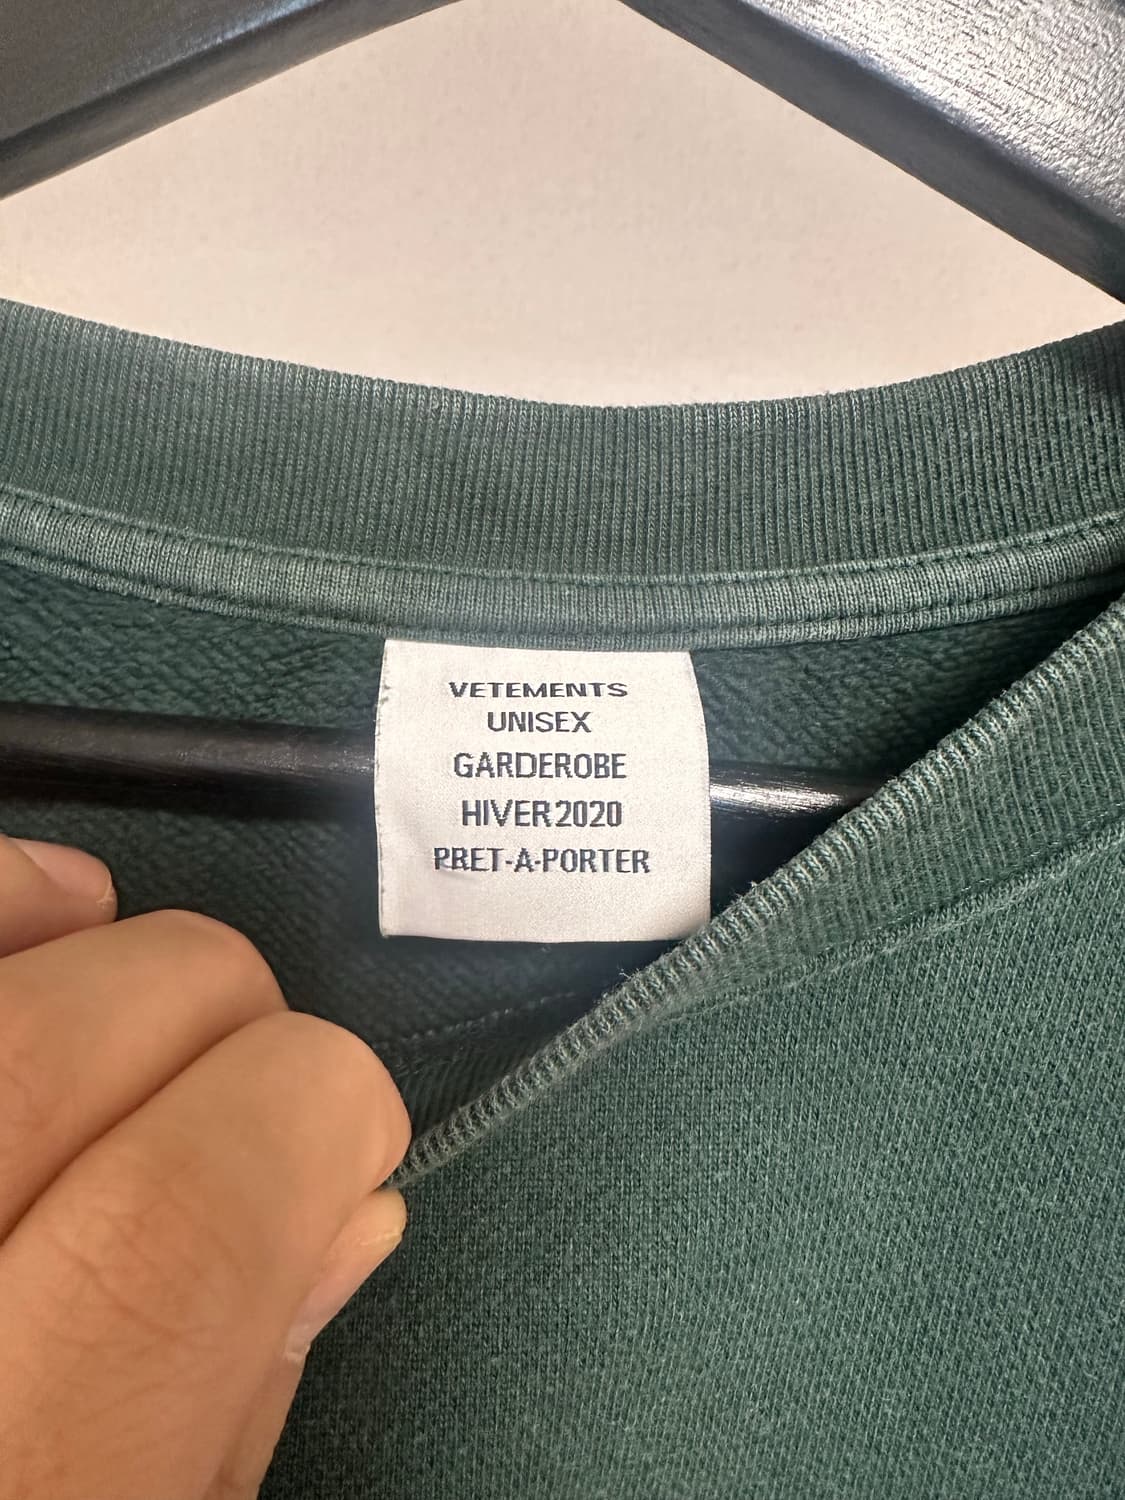 VETEMENTS
UNISEX
GARDEROBE
HIVER 2020
PRET-A-PORTER